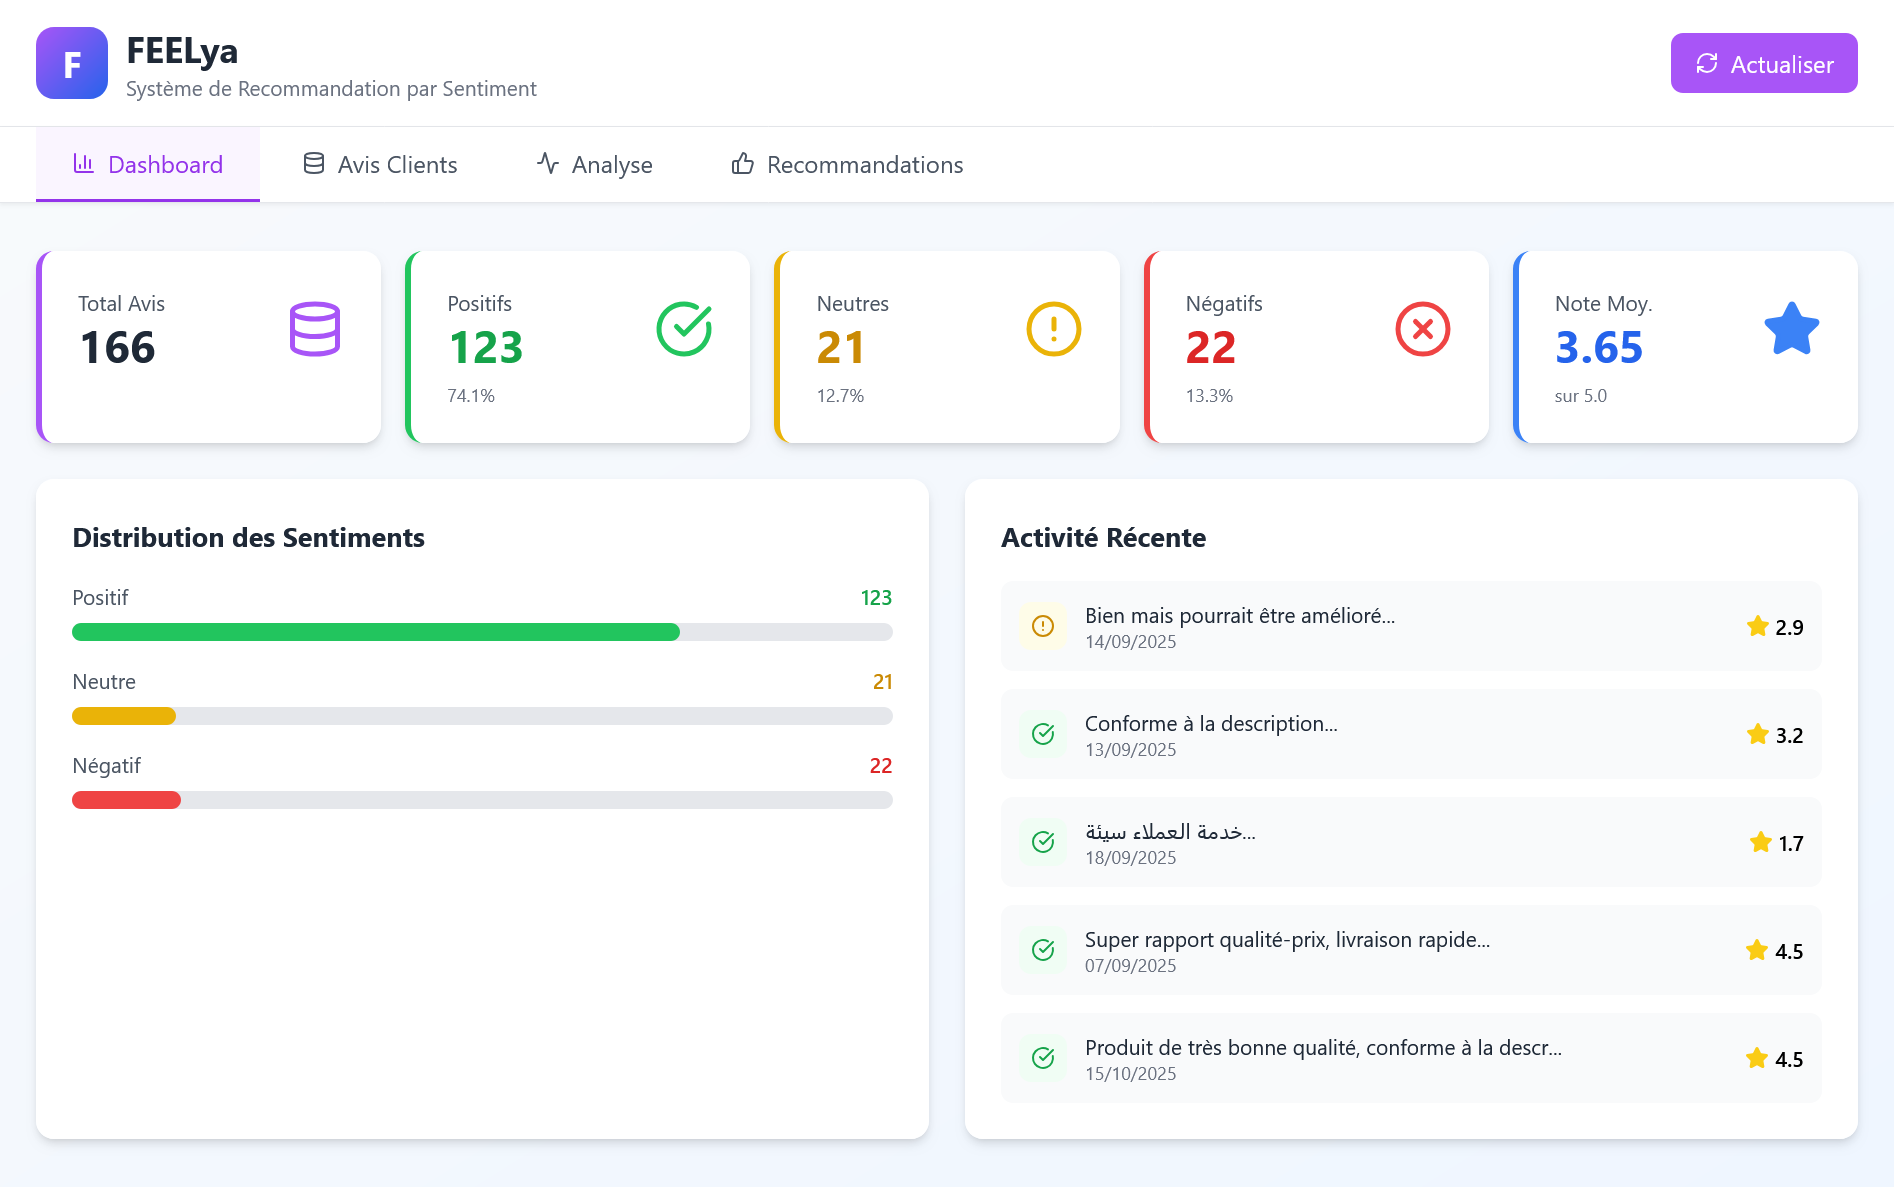 F
FEELya
Système de Recommandation par Sentiment
Actualiser
Dashboard
Avis Clients
Analyse
Recommandations
Total Avis
166
Positifs
123
74.1%
Neutres
21
12.7%
Négatifs
22
13.3%
Note Moy.
3.65
sur 5.0
Distribution des Sentiments
Positif 123
Neutre 21
Négatif 22
Activité Récente
Bien mais pourrait être amélioré...
14/09/2025
2.9
Conforme à la description...
13/09/2025
3.2
خدمة العملاء سيئة...
18/09/2025
1.7
Super rapport qualité-prix, livraison rapide...
07/09/2025
4.5
Produit de très bonne qualité, conforme à la descr...
15/10/2025
4.5